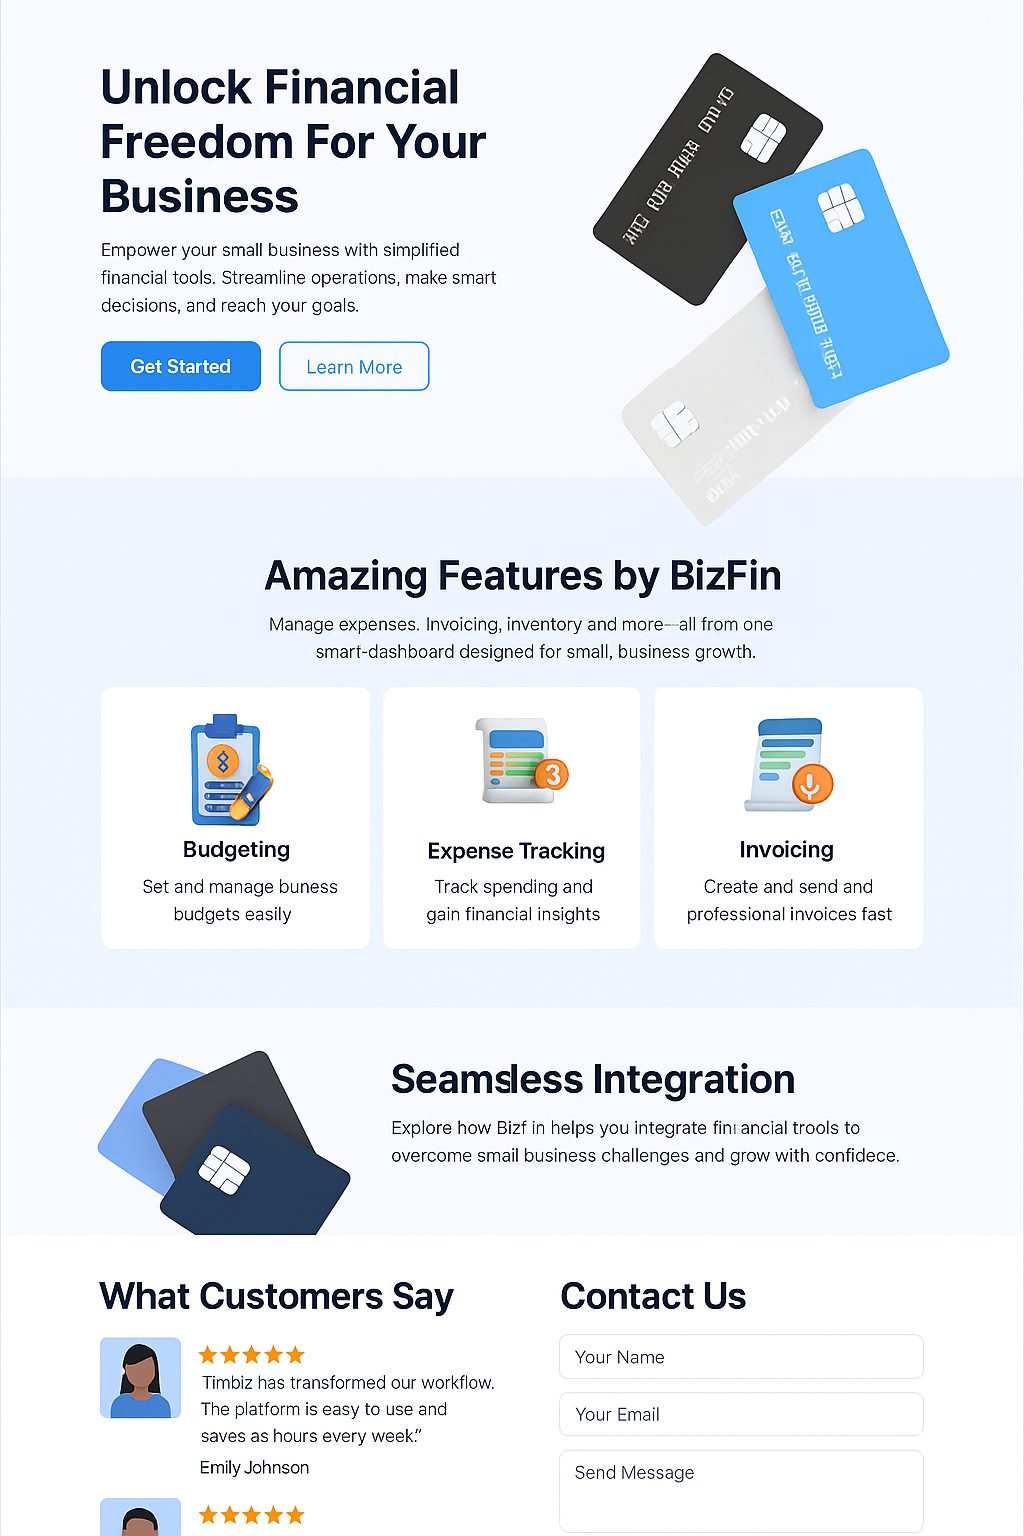 Unlock Financial
Freedom For Your
Business
Empower your small business with simplified
financial tools. Streamline operations, make smart
decisions, and reach your goals.
Get Started
Learn More
Amazing Features by BizFin
Manage expenses. Invoicing, inventory and more—all from one
smart-dashboard designed for small, business growth.
3
Budgeting
Set and manage buness
budgets easily
Expense Tracking
Track spending and
gain financial insights
Invoicing
Create and send and
professional invoices fast
Seamsless Integration
Explore how Bizf in helps you integrate finrancial trools to
overcome smail business challenges and grow with confidece.
What Customers Say
Timbiz has transformed our workflow.
The platform is easy to use and
saves as hours every week.”
Emily Johnson
Contact Us
Your Name
Your Email
Send Message